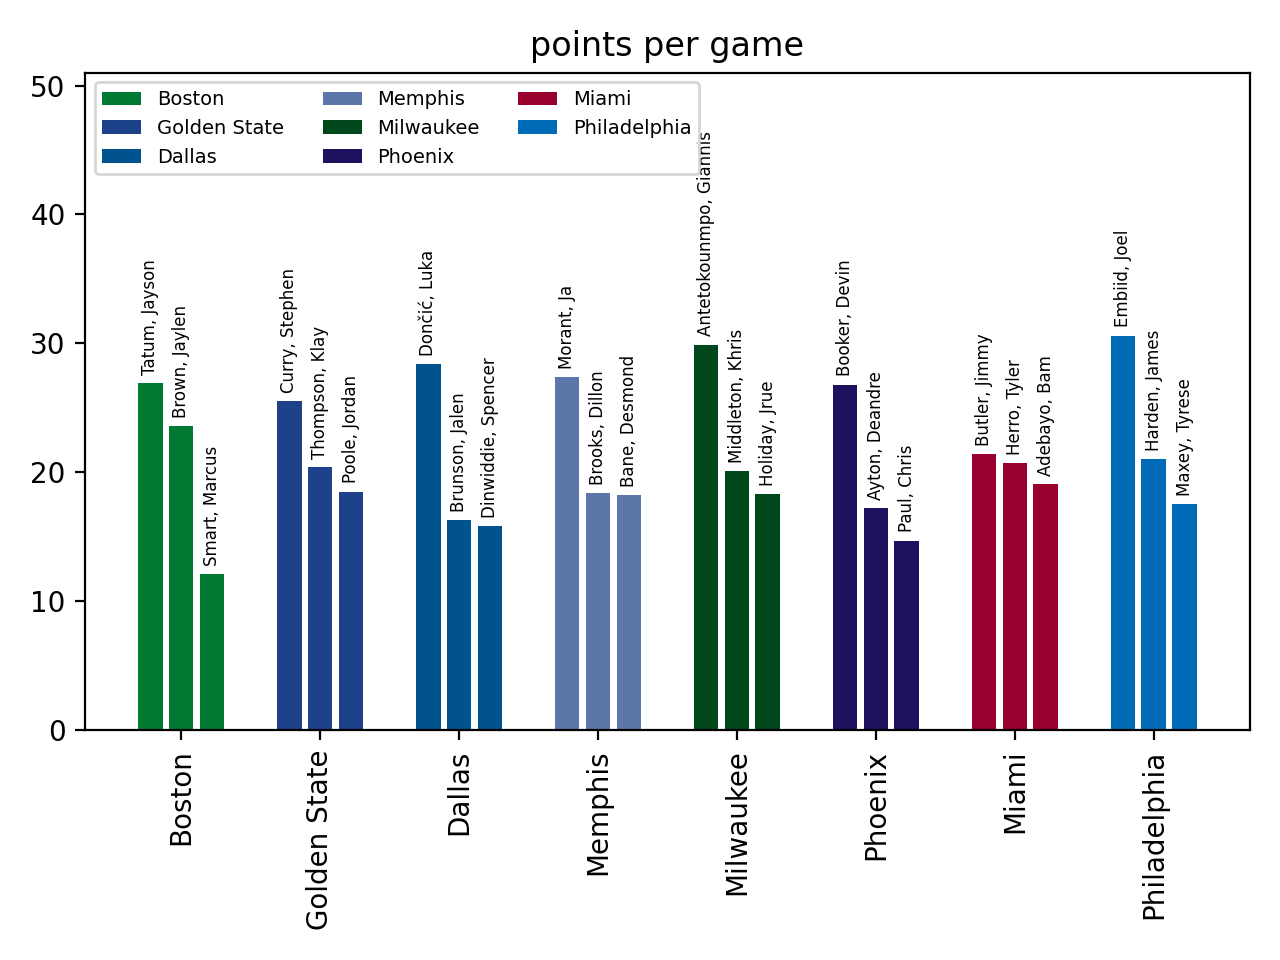 points per game
50
40
30
20
10
0
Boston
Golden State
Dallas
Memphis
Milwaukee
Phoenix
Miami
Philadelphia
Tatum, Jayson
Brown, Jaylen
Smart, Marcus
Curry, Stephen
Thompson, Klay
Poole, Jordan
Dončić, Luka
Brunson, Jalen
Dinwiddie, Spencer
Morant, Ja
Brooks, Dillon
Bane, Desmond
Antetokounmpo, Giannis
Middleton, Khris
Holiday, Jrue
Booker, Devin
Ayton, Deandre
Paul, Chris
Butler, Jimmy
Herro, Tyler
Adebayo, Bam
Embiid, Joel
Harden, James
Maxey, Tyrese
Boston
Golden State
Dallas
Memphis
Milwaukee
Phoenix
Miami
Philadelphia